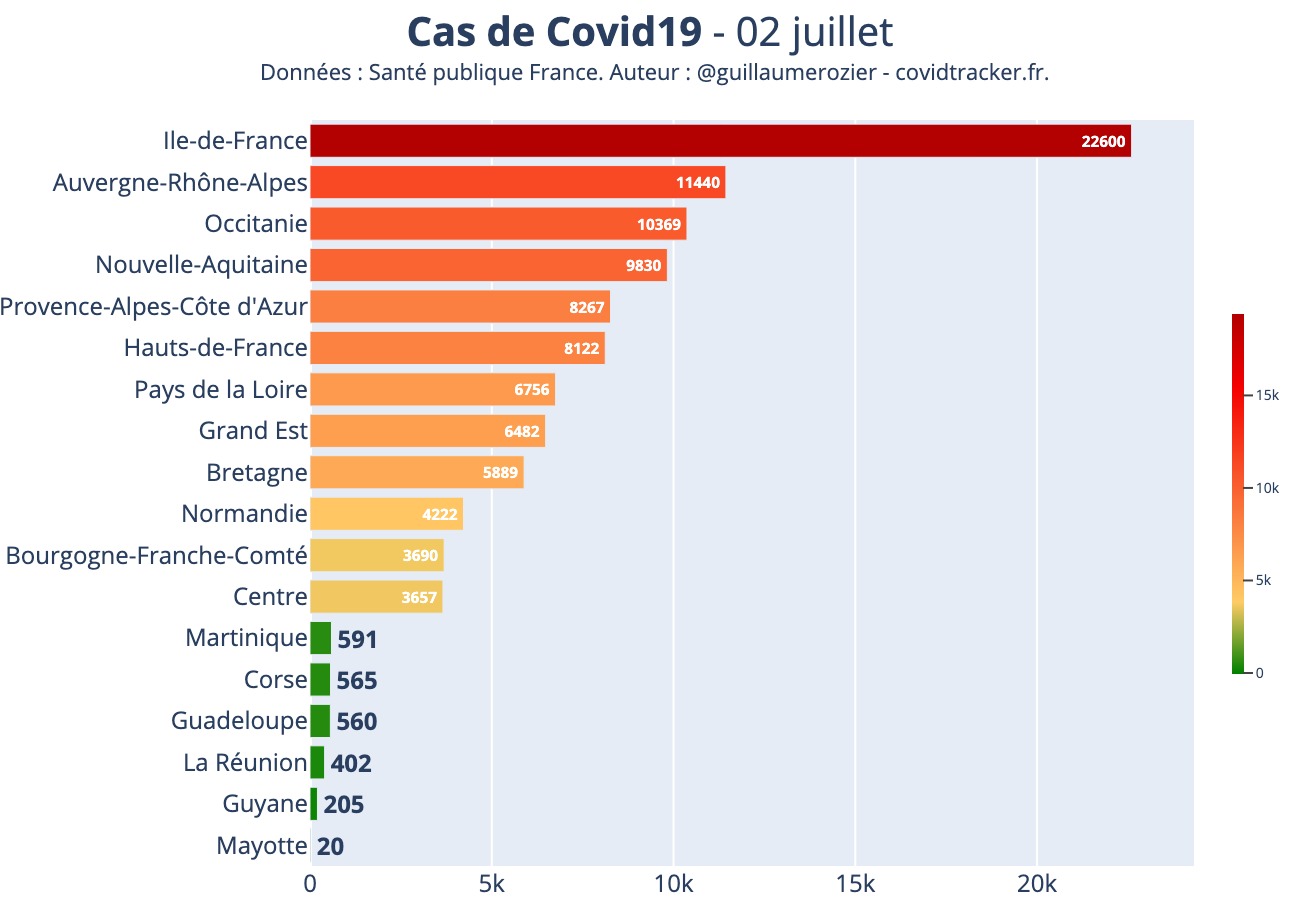 Cas de Covid19 - 02 juillet
Données : Santé publique France. Auteur : @guillaumerozier - covidtracker.fr.
Ile-de-France 22600
Auvergne-Rhône-Alpes 11440
Occitanie 10369
Nouvelle-Aquitaine 9830
Provence-Alpes-Côte d'Azur 8267
Hauts-de-France 8122
Pays de la Loire 6756
Grand Est 6482
Bretagne 5889
Normandie 4222
Bourgogne-Franche-Comté 3690
Centre 3657
Martinique 591
Corse 565
Guadeloupe 560
La Réunion 402
Guyane 205
Mayotte 20
0 5k 10k 15k 20k
15k
10k
5k
0